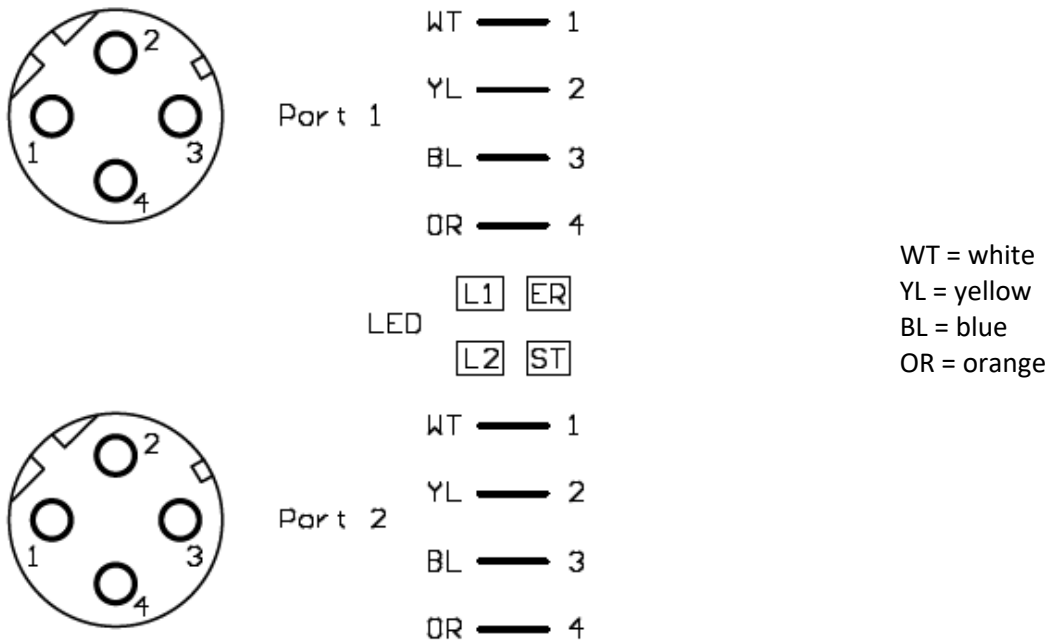 WT 1
2
YL 2
Port 1
1
3
BL 3
4
OR 4
WT = white
L1 ER
YL = yellow
LED
BL = blue
L2 ST
OR = orange
WT 1
2
YL 2
Port 2
1
3
BL 3
4
OR 4